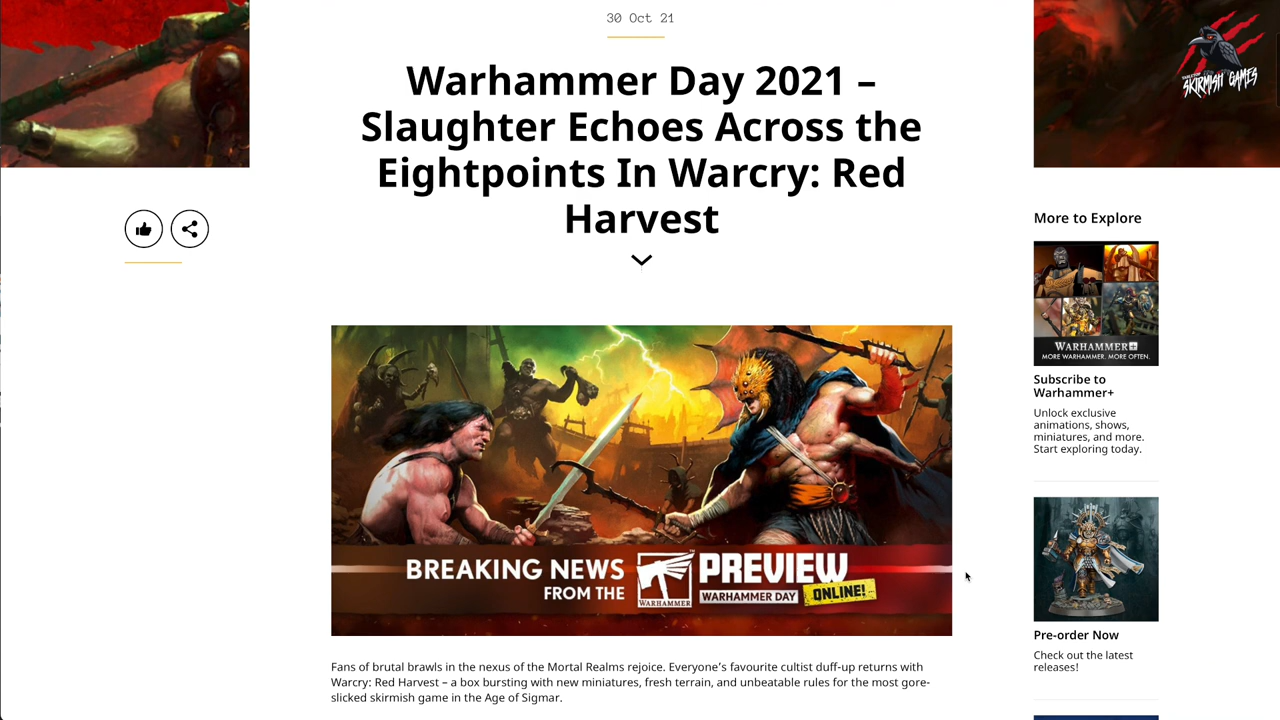 30 Oct 21
Warhammer Day 2021 –
Slaughter Echoes Across the
Eightpoints In Warcry: Red
Harvest
TABLETOP
SKIRMISH GAMES
More to Explore
WARHAMMER+
MORE WARHAMMER. MORE OFTEN.
Subscribe to
Warhammer+
Unlock exclusive
animations, shows,
miniatures, and more.
Start exploring today.
BREAKING NEWS
FROM THE
WARHAMMER
PREVIEW
WARHAMMER DAY
ONLINE!
Pre-order Now
Check out the latest
releases!
Fans of brutal brawls in the nexus of the Mortal Realms rejoice. Everyone’s favourite cultist duff-up returns with
Warcry: Red Harvest – a box bursting with new miniatures, fresh terrain, and unbeatable rules for the most gore-
slicked skirmish game in the Age of Sigmar.